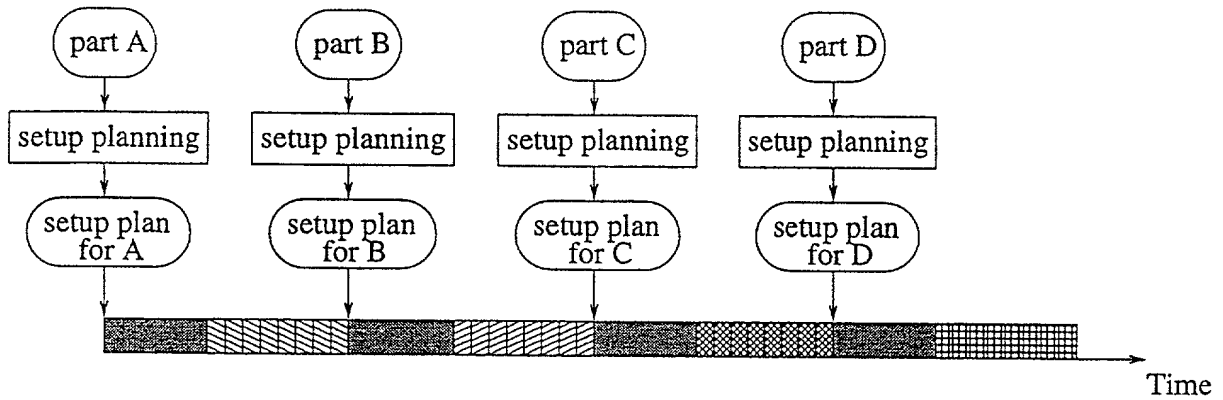 part A
part B
part C
part D
setup planning
setup planning
setup planning
setup planning
setup plan
for A
setup plan
for B
setup plan
for C
setup plan
for D
Time